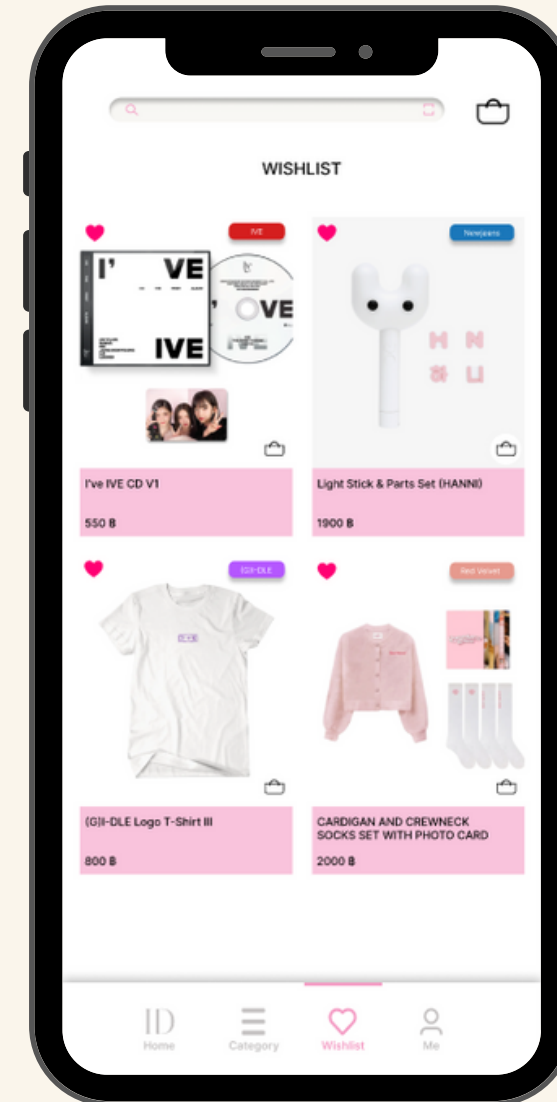 WISHLIST
IVE
Newjeans
I' VE
IVE
VE
H N
하 니
I've IVE CD V1
550 ฿
Light Stick & Parts Set (HANNI)
1900 ฿
(G)I-DLE
Red Velvet
(G)I-DLE Logo T-Shirt III
800 ฿
CARDIGAN AND CREWNECK
SOCKS SET WITH PHOTO CARD
2000 ฿
ID
Home
Category
Wishlist
Me